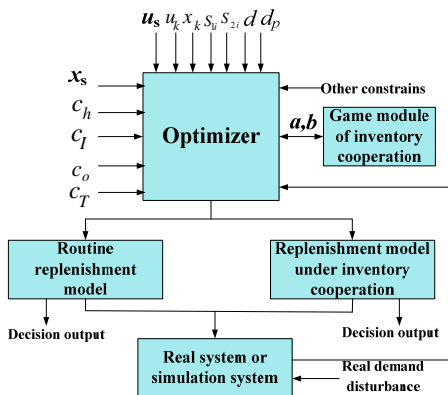 u_s u_k x_k s_1i s_2i d d_p
x_s
Other constrains
c_h
Optimizer
a,b
Game module
of inventory
cooperation
c_I
c_o
c_T
Routine
replenishment
model
Replenishment model
under inventory
cooperation
Decision output
Decision output
Real system or
simulation system
Real demand
disturbance